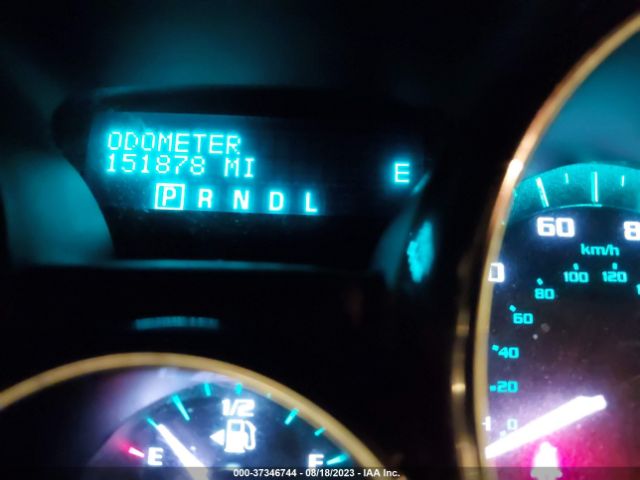 ODOMETER
151878 MI
E
P R N D L
60
km/h
100 120
80
60
40
20
0
1/2
E F
000-37346744 - 08/18/2023 - IAA Inc.